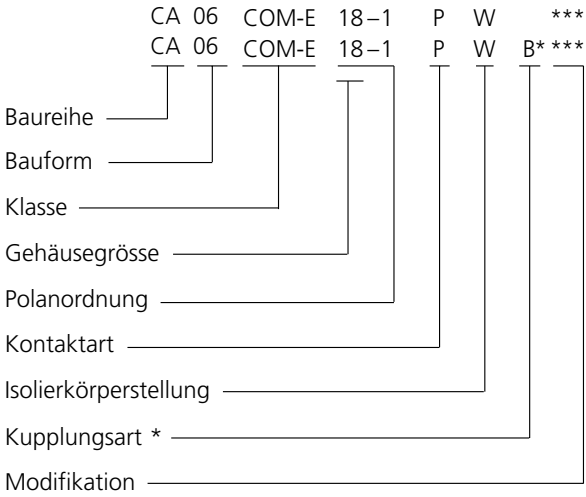 CA 06 COM-E 18–1 P W ***
CA 06 COM-E 18–1 P W B* ***
Baureihe
Bauform
Klasse
Gehäusegrösse
Polanordnung
Kontaktart
Isolierkörperstellung
Kupplungsart *
Modifikation